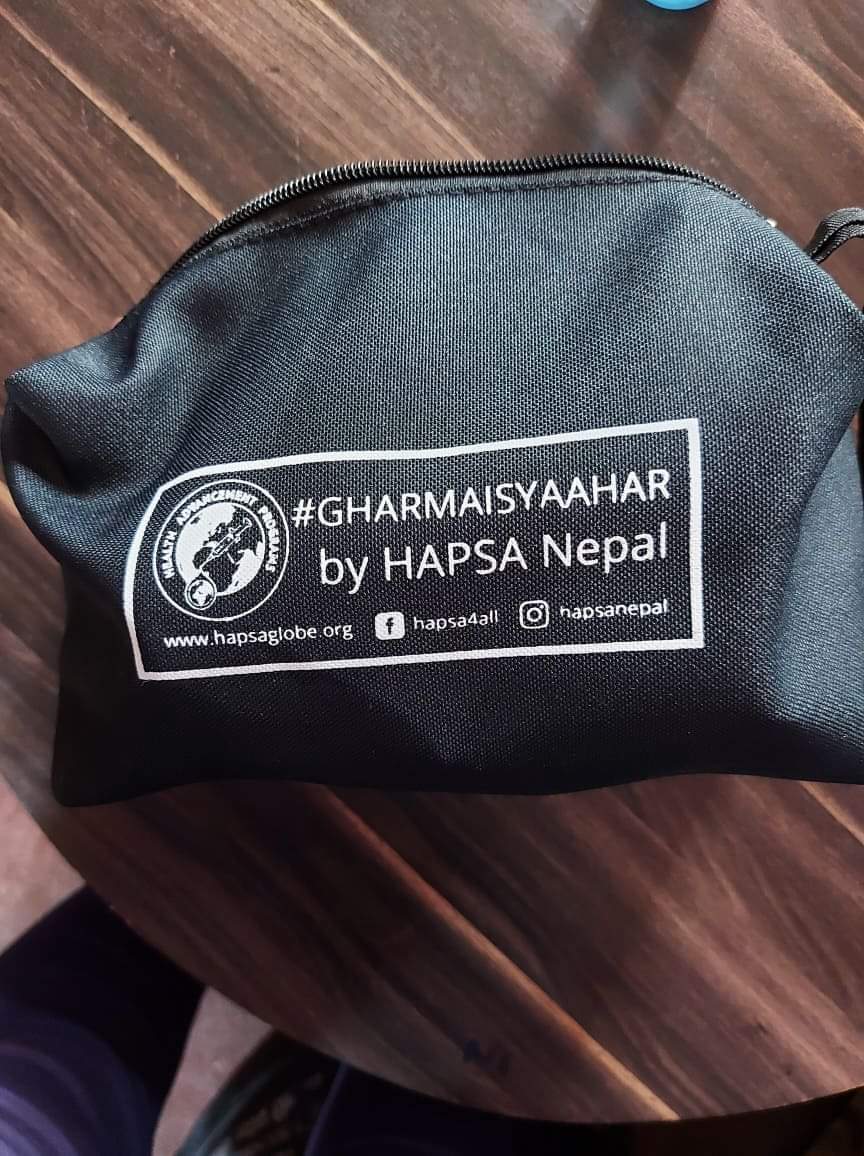 HEALTH ADVANCEMENT PROGRAMS
#GHARMAISYAAHAR
by HAPSA Nepal
www.hapsaglobe.org hapsa4all hapsanepal